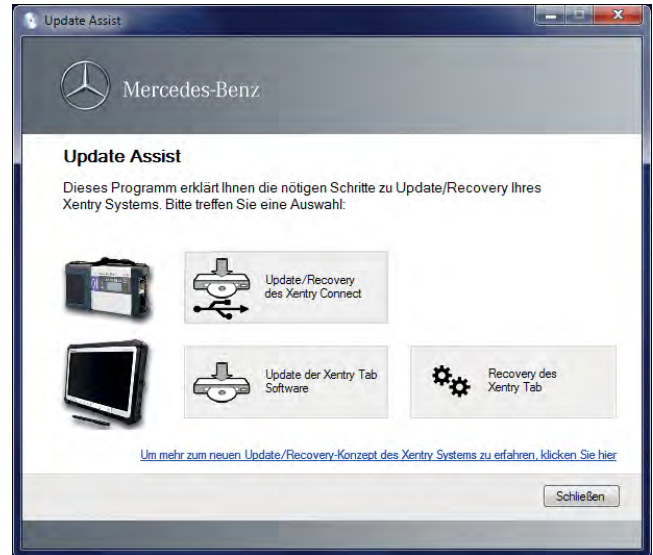 Update Assist
Mercedes-Benz
Update Assist
Dieses Programm erklärt Ihnen die nötigen Schritte zu Update/Recovery Ihres
Xentry Systems. Bitte treffen Sie eine Auswahl:
Update/Recovery
des Xentry Connect
Update der Xentry Tab
Software
Recovery des
Xentry Tab
Um mehr zum neuen Update/Recovery-Konzept des Xentry Systems zu erfahren, klicken Sie hier
Schließen